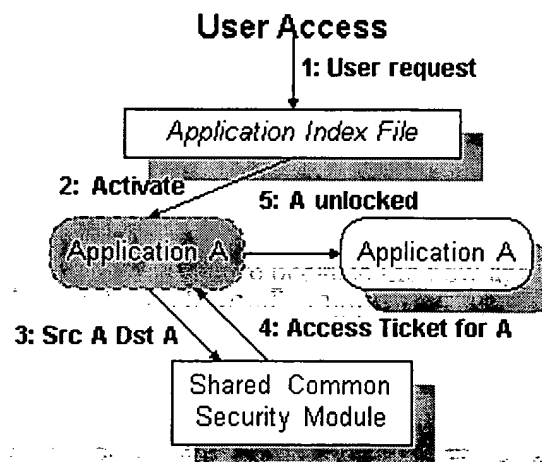 User Access
1: User request
Application Index File
2: Activate
5: A unlocked
Application A
Application A
3: Src A Dst A
4: Access Ticket for A
Shared Common
Security Module